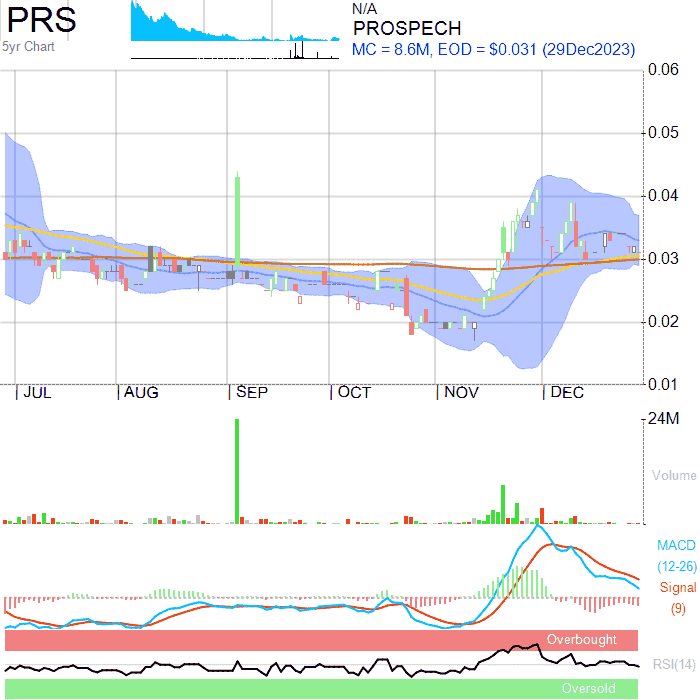 PRS
5yr Chart
N/A
PROSPECH
MC = 8.6M, EOD = $0.031 (29Dec2023)
0.06
0.05
0.04
0.03
0.02
0.01
JUL AUG SEP OCT NOV DEC
24M
Volume
MACD
(12-26)
Signal
(9)
Overbought
RSI(14)
Oversold